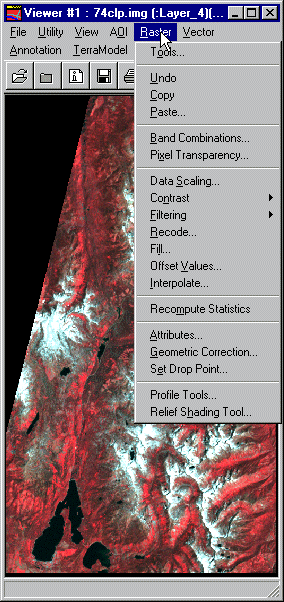 Viewer #1 : 74clp.img (:Layer_4)(...
File Utility View AOI Raster Vector
Annotation TerraModel
Tools...
Undo
Copy
Paste...
Band Combinations...
Pixel Transparency...
Data Scaling...
Contrast
Filtering
Recode...
Fill...
Offset Values...
Interpolate...
Recompute Statistics
Attributes...
Geometric Correction...
Set Drop Point...
Profile Tools...
Relief Shading Tool...